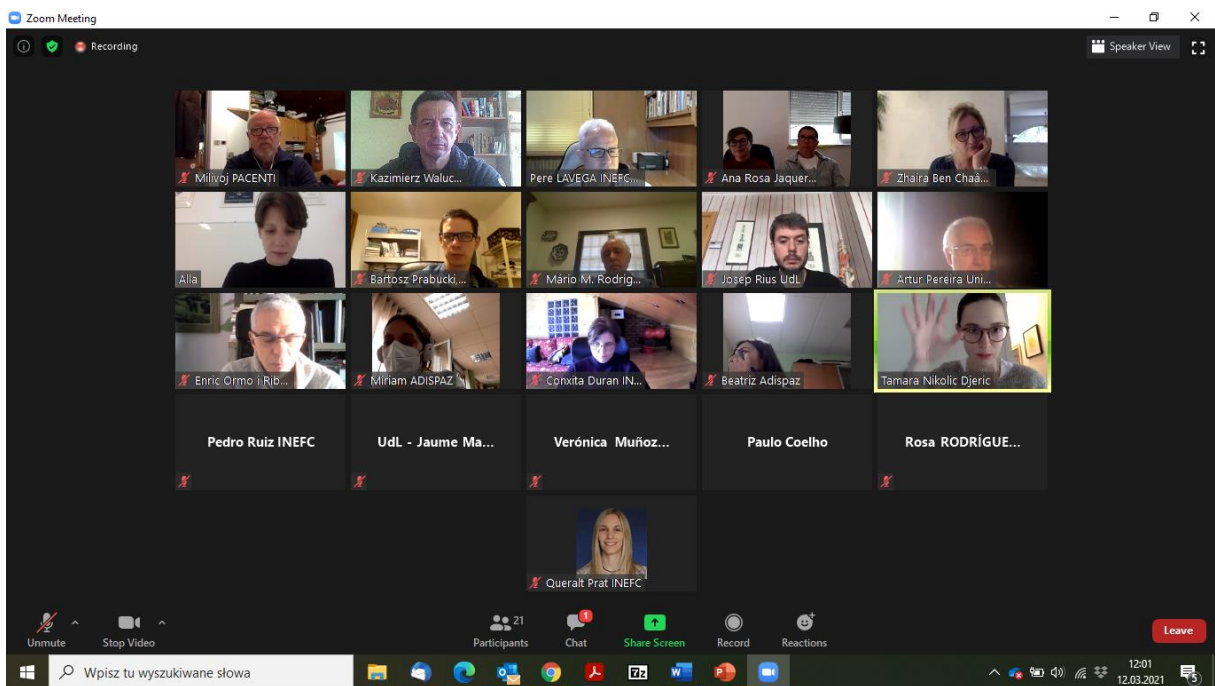 Zoom Meeting
Recording
Speaker View
Milivoj PACENTI
Kazimierz Waluc...
Pere LAVEGA INEFC...
Ana Rosa Jaquer...
Zhaira Ben Chaâ...
Alla
Bartosz Prabucki,...
Mário M. Rodrig...
Josep Rius UdL
Artur Pereira Uni...
Enric Ormo i Rib...
Miriam ADISPAZ
Conxita Duran IN...
Beatriz Adispaz
Tamara Nikolic Djeric
Pedro Ruiz INEFC
UdL - Jaume Ma...
Verónica Muñoz...
Paulo Coelho
Rosa RODRÍGUE...
Queralt Prat INEFC
Unmute
Stop Video
Participants
21
Chat
1
Share Screen
Record
Reactions
Leave
Wpisz tu wyszukiwane słowa
12:01
12.03.2021
5